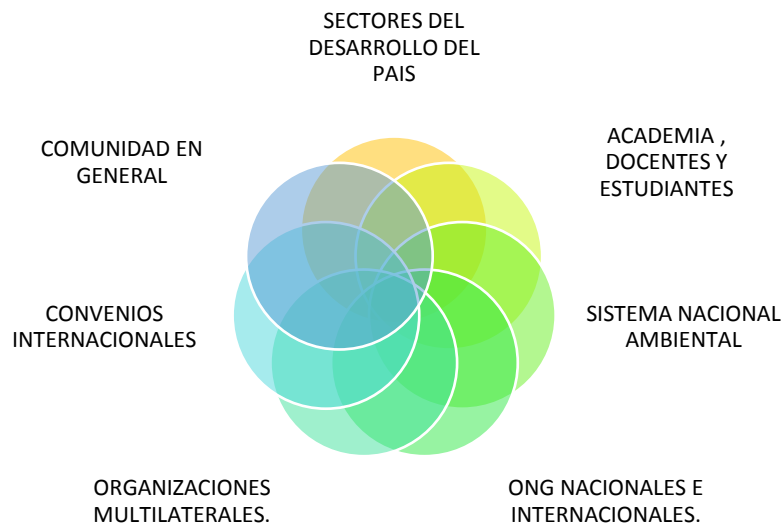 SECTORES DEL
DESARROLLO DEL
PAIS
ACADEMIA ,
DOCENTES Y
ESTUDIANTES
SISTEMA NACIONAL
AMBIENTAL
ONG NACIONALES E
INTERNACIONALES.
ORGANIZACIONES
MULTILATERALES.
CONVENIOS
INTERNACIONALES
COMUNIDAD EN
GENERAL